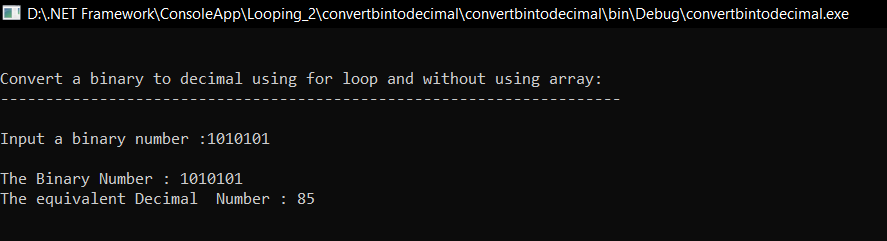 D:\.NET Framework\ConsoleApp\Looping_2\convertbintodecimal\convertbintodecimal\bin\Debug\convertbintodecimal.exe
Convert a binary to decimal using for loop and without using array:
---------------------------------------------------------------------
Input a binary number :1010101
The Binary Number : 1010101
The equivalent Decimal  Number : 85